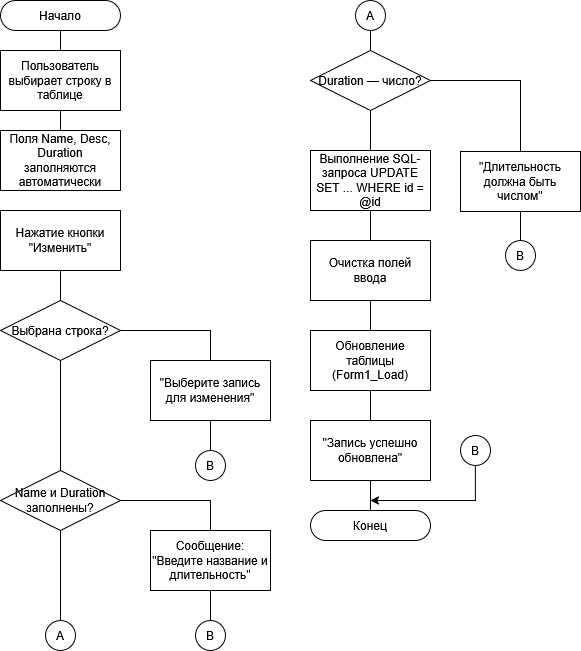 Начало
Пользователь
выбирает строку в
таблице
Поля Name, Desc,
Duration
заполняются
автоматически
Нажатие кнопки
"Изменить"
Выбрана строка?
"Выберите запись
для изменения"
B
Name и Duration
заполнены?
Сообщение:
"Введите название и
длительность"
A
B
A
Duration — число?
Выполнение SQL-
запроса UPDATE
SET ... WHERE id =
@id
"Длительность
должна быть
числом"
B
Очистка полей
ввода
Обновление
таблицы
(Form1_Load)
"Запись успешно
обновлена"
B
Конец